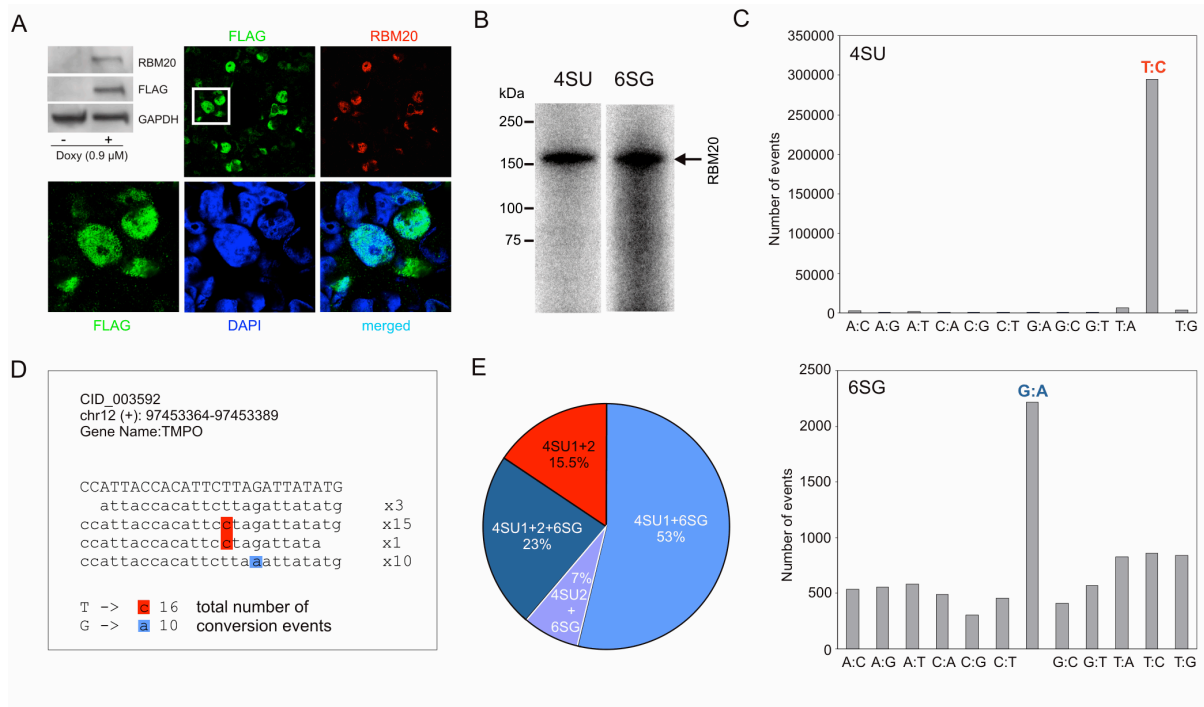 A
RBM20
FLAG
GAPDH
- +
Doxy (0.9 µM)
FLAG
RBM20
FLAG
DAPI
merged
B
4SU
6SG
kDa
250
150
100
75
RBM20
C
4SU
T:C
Number of events
350000
300000
250000
200000
150000
100000
50000
0
A:C A:G A:T C:A C:G C:T G:A G:C G:T T:A T:G
6SG
G:A
Number of events
2500
2000
1500
1000
500
0
A:C A:G A:T C:A C:G C:T G:C G:T T:A T:C T:G
D
CID_003592
chr12 (+): 97453364-97453389
Gene Name:TMPO
CCATTACCACATTCTTAGATTATATG
attaccacattcttagattatatg x3
ccattaccacattcctagattatatg x15
ccattaccacattcctagattata x1
ccattaccacattcttaaattatatg x10
T -> c 16 total number of
G -> a 10 conversion events
E
4SU1+2
15.5%
4SU1+2+6SG
23%
7%
4SU2
+
6SG
4SU1+6SG
53%